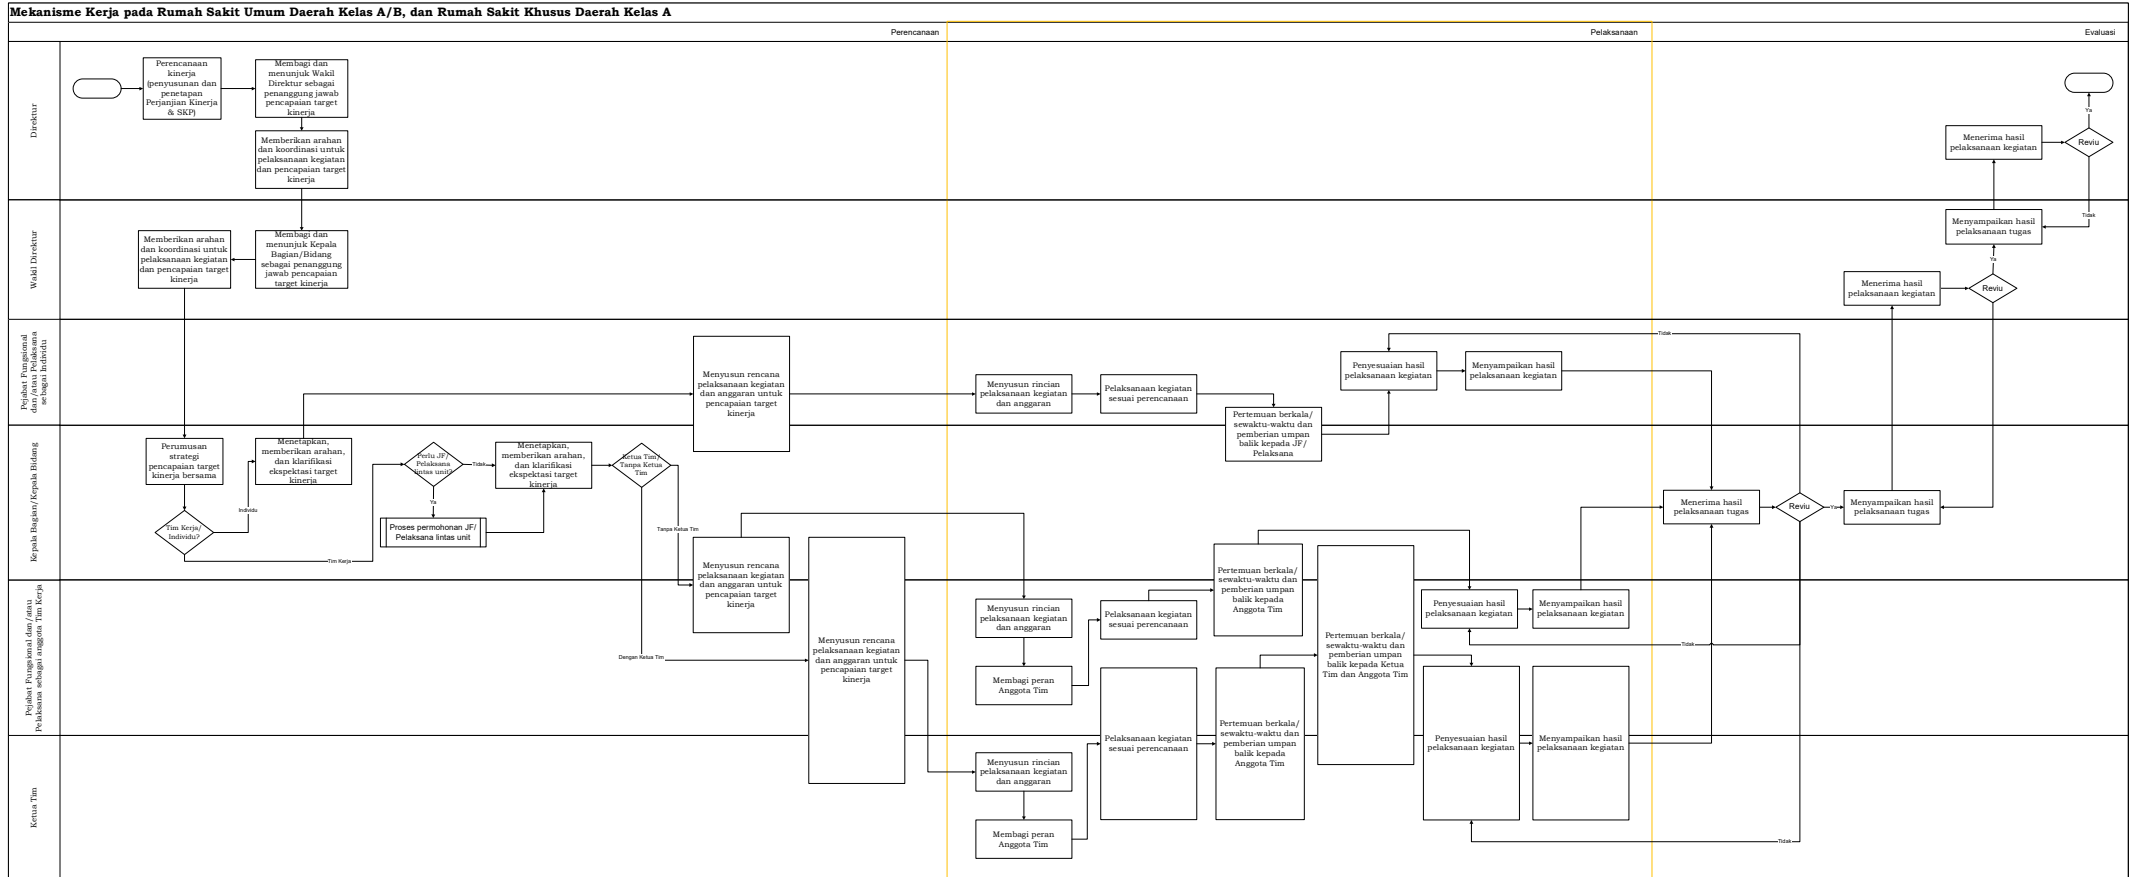 Mekanisme Kerja pada Rumah Sakit Umum Daerah Kelas A/B, dan Rumah Sakit Khusus Daerah Kelas A
Perencanaan
Pelaksanaan
Evaluasi
Direktur
Perencanaan
kinerja
(penyusunan dan
penetapan
Perjanjian Kinerja
& SKP)
Membagi dan
menunjuk Wakil
Direktur sebagai
penanggung jawab
pencapaian target
kinerja
Memberikan arahan
dan koordinasi untuk
pelaksanaan kegiatan
dan pencapaian target
kinerja
Menerima hasil
pelaksanaan kegiatan
Reviu
Ya
Tidak
Wakil Direktur
Memberikan arahan
dan koordinasi untuk
pelaksanaan kegiatan
dan pencapaian target
kinerja
Membagi dan
menunjuk Kepala
Bagian/Bidang
sebagai penanggung
jawab pencapaian
target kinerja
Menyampaikan hasil
pelaksanaan tugas
Ya
Menerima hasil
pelaksanaan kegiatan
Reviu
Pejabat Fungsional
dan/atau Pelaksana
sebagai Individu
Menyusun rencana
pelaksanaan kegiatan
dan anggaran untuk
pencapaian target
kinerja
Menyusun rincian
pelaksanaan kegiatan
dan anggaran
Pelaksanaan kegiatan
sesuai perencanaan
Pertemuan berkala/
sewaktu-waktu dan
pemberian umpan
balik kepada JF/
Pelaksana
Penyesuaian hasil
pelaksanaan kegiatan
Menyampaikan hasil
pelaksanaan kegiatan
Tidak
Kepala Bagian/Kepala Bidang
Perumusan
strategi
pencapaian target
kinerja bersama
Tim Kerja/
Individu?
Individu
Tim Kerja
Menetapkan,
memberikan arahan,
dan klarifikasi
ekspektasi target
kinerja
Perlu JF/
Pelaksana
lintas unit?
Tidak
Ya
Proses permohonan JF/
Pelaksana lintas unit
Menetapkan,
memberikan arahan,
dan klarifikasi
ekspektasi target
kinerja
Ketua Tim/
Tanpa Ketua
Tim
Tanpa Ketua Tim
Dengan Ketua Tim
Menerima hasil
pelaksanaan tugas
Reviu
Ya
Menyampaikan hasil
pelaksanaan tugas
Pejabat Fungsional dan/atau
Pelaksana sebagai anggota Tim Kerja
Menyusun rencana
pelaksanaan kegiatan
dan anggaran untuk
pencapaian target
kinerja
Menyusun rencana
pelaksanaan kegiatan
dan anggaran untuk
pencapaian target
kinerja
Menyusun rincian
pelaksanaan kegiatan
dan anggaran
Membagi peran
Anggota Tim
Pelaksanaan kegiatan
sesuai perencanaan
Pertemuan berkala/
sewaktu-waktu dan
pemberian umpan
balik kepada
Anggota Tim
Pertemuan berkala/
sewaktu-waktu dan
pemberian umpan
balik kepada Ketua
Tim dan Anggota Tim
Penyesuaian hasil
pelaksanaan kegiatan
Menyampaikan hasil
pelaksanaan kegiatan
Tidak
Ketua Tim
Menyusun rincian
pelaksanaan kegiatan
dan anggaran
Membagi peran
Anggota Tim
Pelaksanaan kegiatan
sesuai perencanaan
Pertemuan berkala/
sewaktu-waktu dan
pemberian umpan
balik kepada
Anggota Tim
Penyesuaian hasil
pelaksanaan kegiatan
Menyampaikan hasil
pelaksanaan kegiatan
Tidak